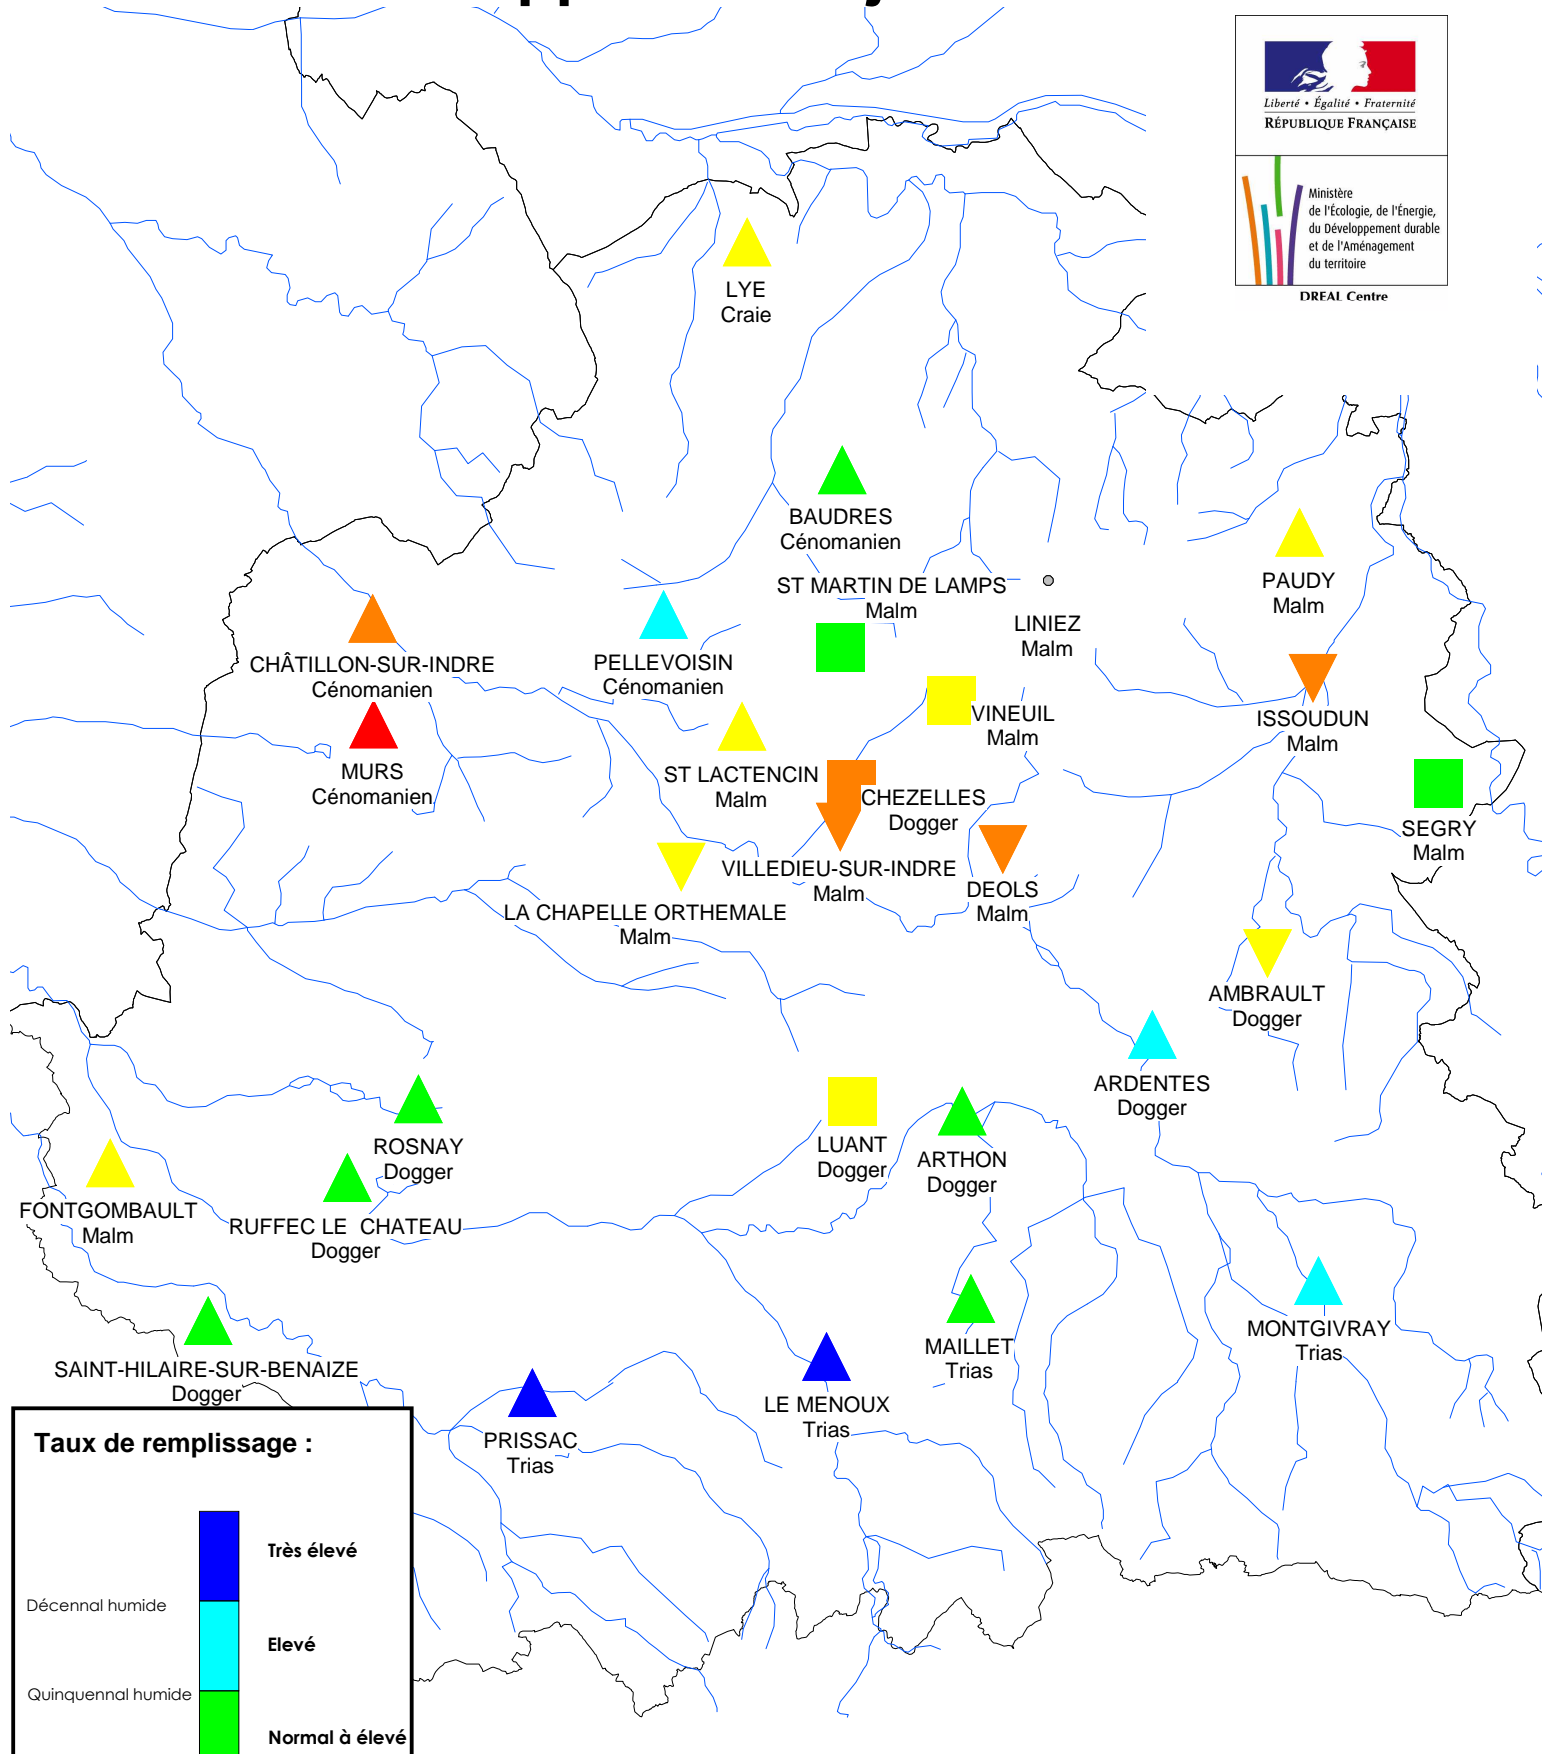 Liberté • Égalité • Fraternité
RÉPUBLIQUE FRANÇAISE
Ministère
de l'Écologie, de l'Énergie,
du Développement durable
et de l'Aménagement
du territoire
DREAL Centre
LYE
Craie
BAUDRES
Cénomanien
ST MARTIN DE LAMPS
Malm
LINIEZ
Malm
PAUDY
Malm
CHÂTILLON-SUR-INDRE
Cénomanien
PELLEVOISIN
Cénomanien
VINEUIL
Malm
ISSOUDUN
Malm
MURS
Cénomanien
ST LACTENCIN
Malm
CHEZELLES
Dogger
SEGRY
Malm
VILLEDIEU-SUR-INDRE
Malm
DEOLS
Malm
LA CHAPELLE ORTHEMALE
Malm
AMBRAULT
Dogger
ARDENTES
Dogger
ROSNAY
Dogger
LUANT
Dogger
ARTHON
Dogger
FONTGOMBAULT
Malm
RUFFEC LE  CHATEAU
Dogger
MONTGIVRAY
Trias
MAILLET
Trias
SAINT-HILAIRE-SUR-BENAIZE
Dogger
LE MENOUX
Trias
PRISSAC
Trias
Taux de remplissage :
Très élevé
Décennal humide
Elevé
Quinquennal humide
Normal à élevé